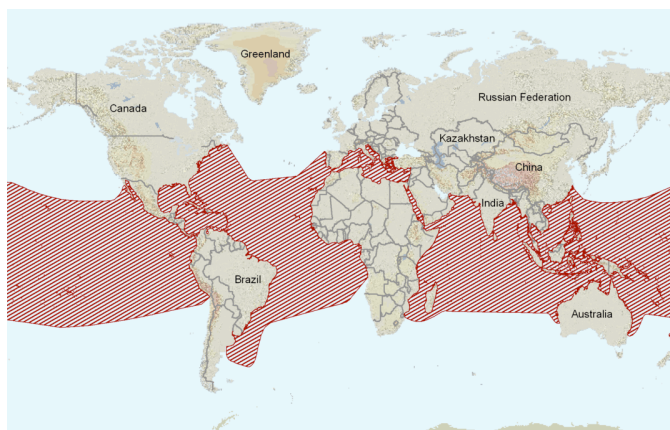 Greenland
Canada
Russian Federation
Kazakhstan
China
India
Brazil
Australia